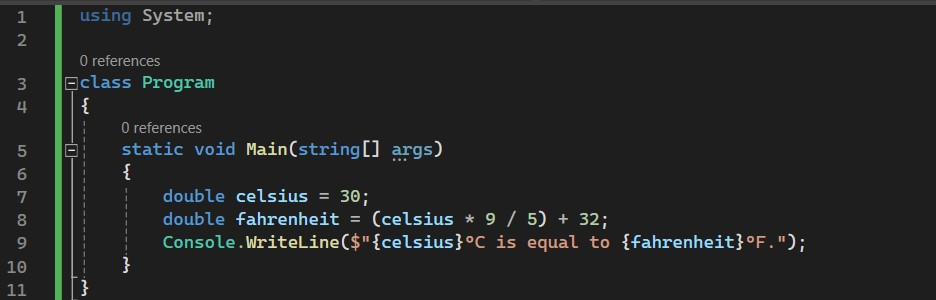 1 using System;
2
0 references
3 class Program
4 {
0 references
5 static void Main(string[] args)
6 {
7 double celsius = 30;
8 double fahrenheit = (celsius * 9 / 5) + 32;
9 Console.WriteLine($"{celsius}°C is equal to {fahrenheit}°F.");
10 }
11 }